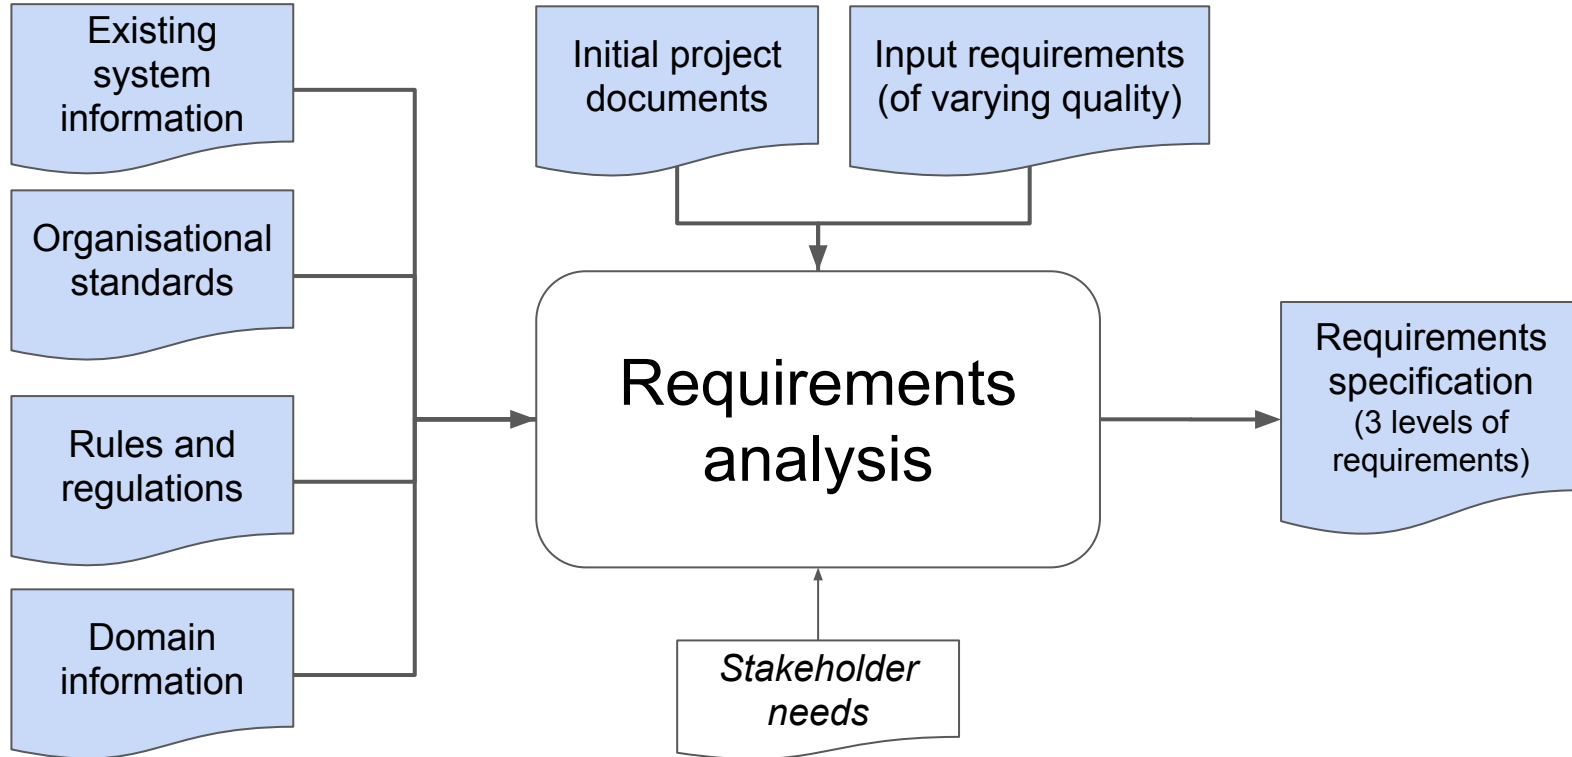 Existing
system
information
Organisational
standards
Rules and
regulations
Domain
information
Initial project
documents
Input requirements
(of varying quality)
Requirements
analysis
Stakeholder
needs
Requirements
specification
(3 levels of
requirements)